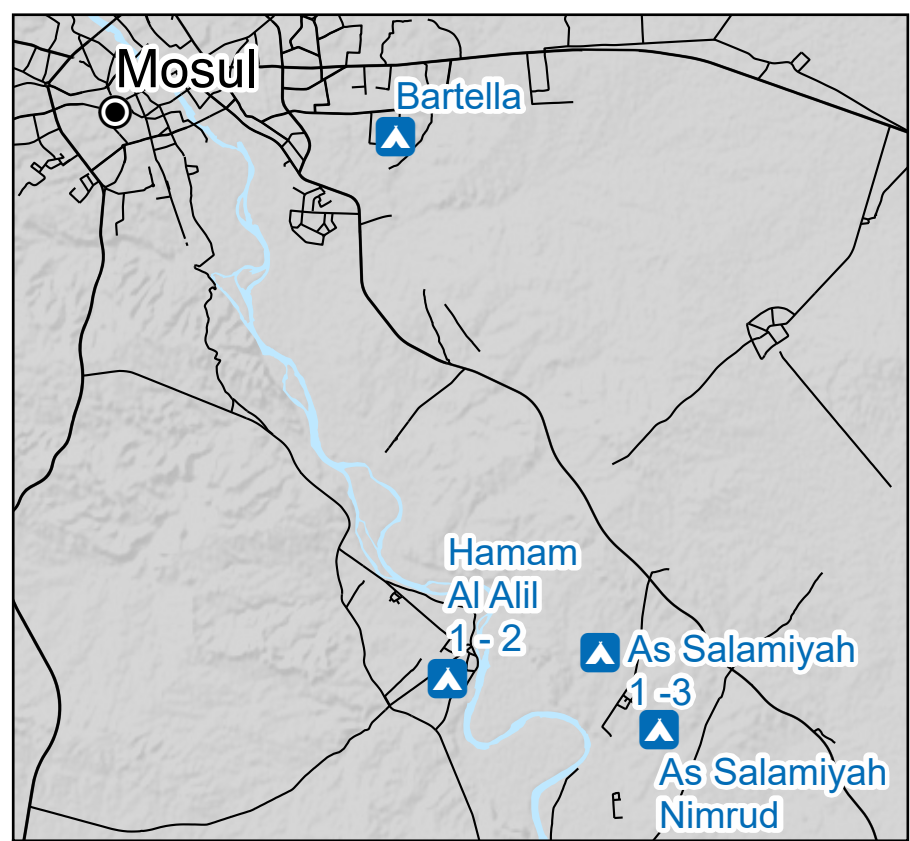 Mosul
Bartella
Hamam
Al Alil
1 - 2
As Salamiyah
1 -3
As Salamiyah
Nimrud